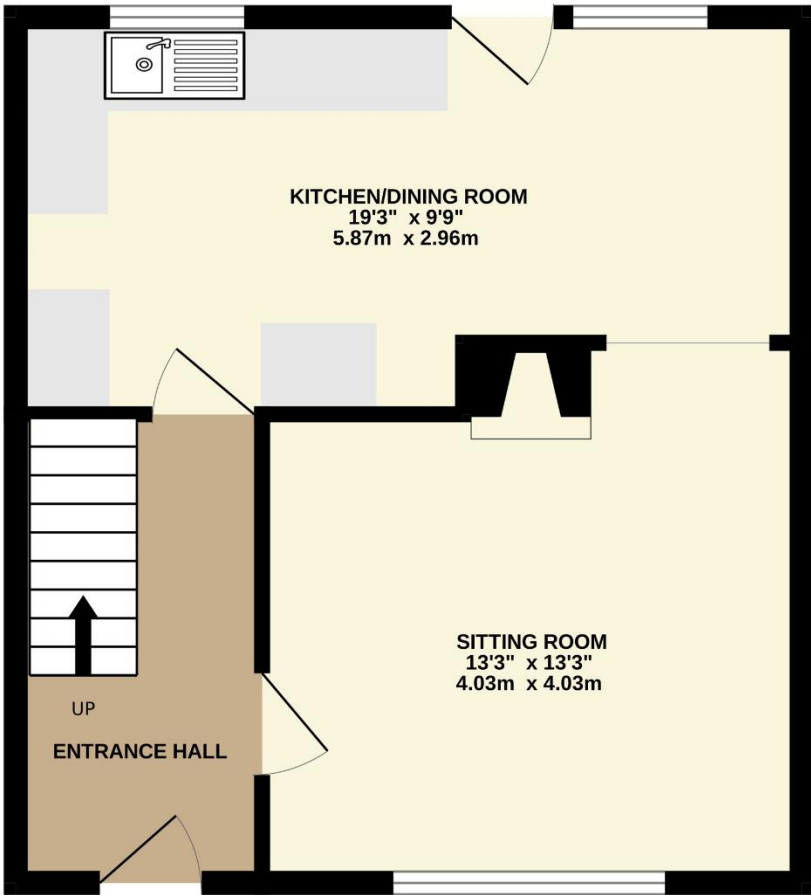 KITCHEN/DINING ROOM
19'3" x 9'9"
5.87m x 2.96m
SITTING ROOM
13'3" x 13'3"
4.03m x 4.03m
UP
ENTRANCE HALL